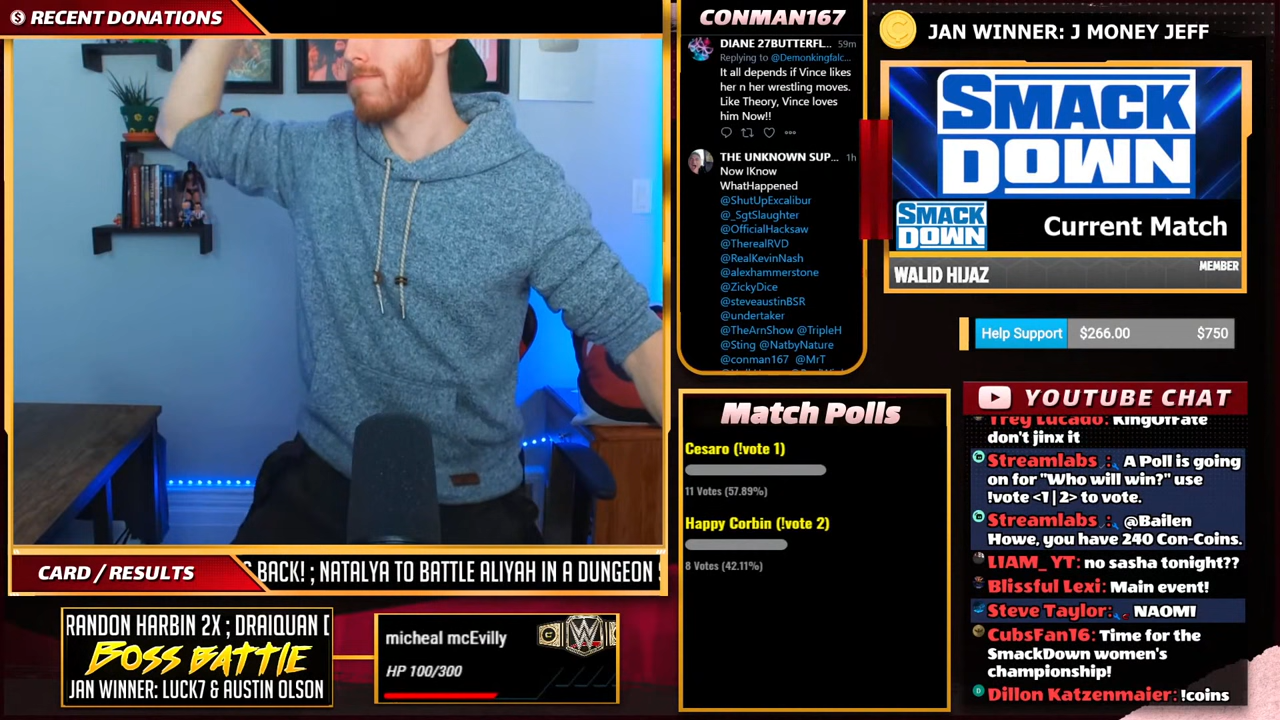 RECENT DONATIONS
CONMAN167
DIANE 27BUTTERFL... 59m
Replying to @Demonkingfalc...
It all depends if Vince likes
her n her wrestling moves.
Like Theory, Vince loves
him Now!!
THE UNKNOWN SUP... 1h
Now IKnow
WhatHappened
@ShutUpExcalibur
@_SgtSlaughter
@OfficialHacksaw
@TherealRVD
@RealKevinNash
@alexhammerstone
@ZickyDice
@steveaustinBSR
@undertaker
@TheArnShow @TripleH
@Sting @NatbyNature
@conman167 @MrT
JAN WINNER: J MONEY JEFF
SMACK
DOWN
SMACK
DOWN
Current Match
WALID HIJAZ
MEMBER
Help Support $266.00 $750
Match Polls
Cesaro (!vote 1)
11 Votes (57.89%)
Happy Corbin (!vote 2)
8 Votes (42.11%)
YOUTUBE CHAT
Trey Lucado: KingOfFate
don't jinx it
Streamlabs : A Poll is going
on for "Who will win?" use
!vote <1 | 2> to vote.
Streamlabs : @Bailen
Howe, you have 240 Con-Coins.
LIAM_YT: no sasha tonight??
Blissful Lexi: Main event!
Steve Taylor: NAOMI
CubsFan16: Time for the
SmackDown women's
championship!
Dillon Katzenmaier: !coins
CARD / RESULTS
S BACK! ; NATALYA TO BATTLE ALIYAH IN A DUNGEON
RANDON HARBIN 2X ; DRAIQUAN
BOSS BATTLE
JAN WINNER: LUCK7 & AUSTIN OLSON
micheal mcEvilly
HP 100/300
W